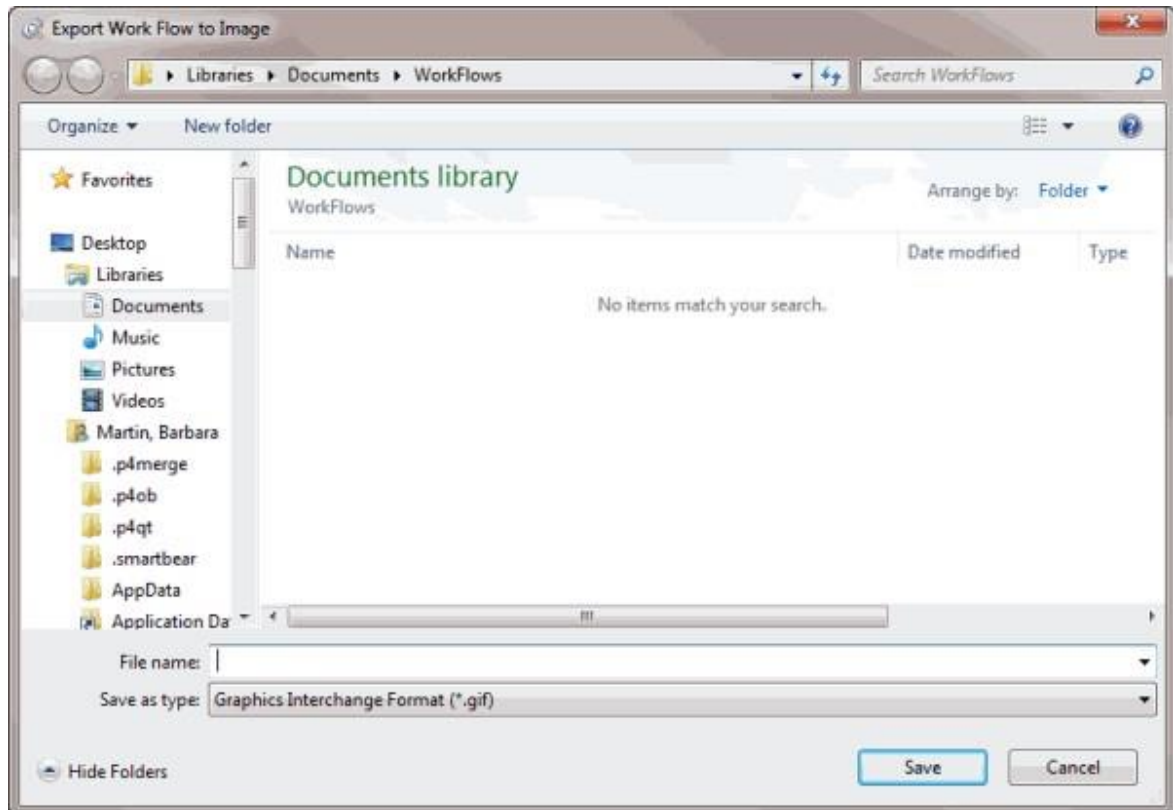 Export Work Flow to Image
Libraries Documents WorkFlows
Search WorkFlows
Organize
New folder
Favorites
Desktop
Libraries
Documents
Music
Pictures
Videos
Martin, Barbara
.p4merge
.p4ob
.p4qt
.smartbear
AppData
Application Da
Documents library
WorkFlows
Arrange by: Folder
Name Date modified Type
No items match your search.
File name:
Save as type: Graphics Interchange Format (*.gif)
Hide Folders
Save
Cancel